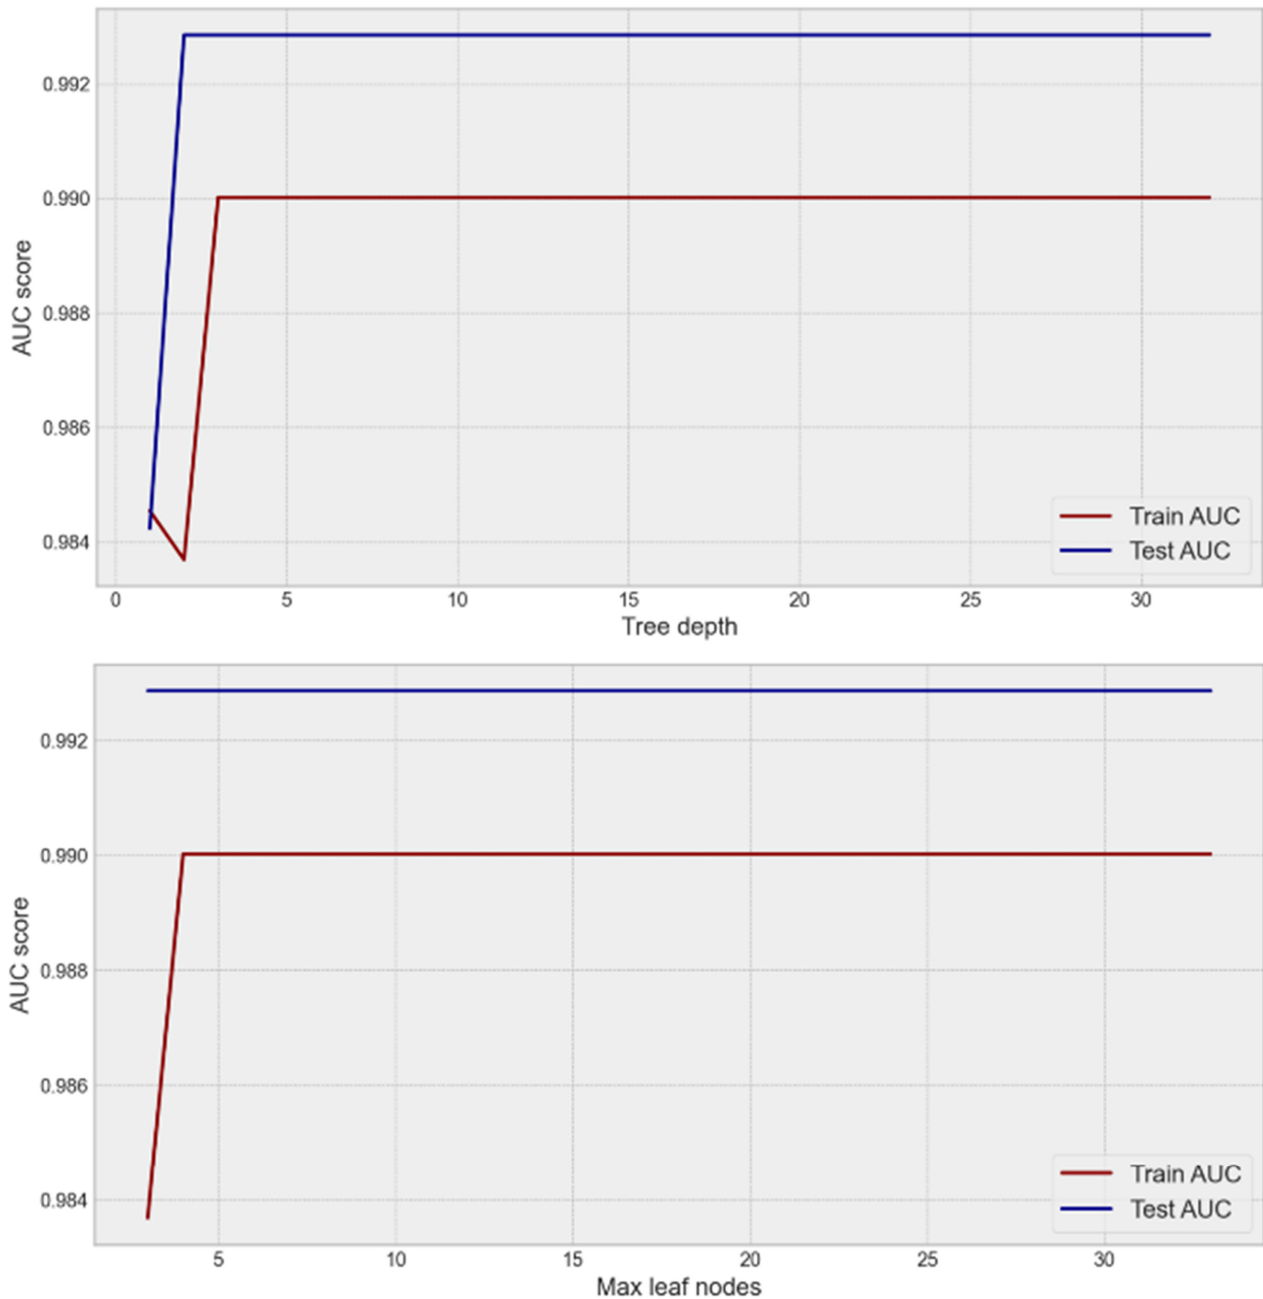 0.992
0.990
0.988
0.986
0.984
AUC score
Train AUC
Test AUC
0 5 10 15 20 25 30
Tree depth
0.992
0.990
0.988
0.986
0.984
AUC score
Train AUC
Test AUC
5 10 15 20 25 30
Max leaf nodes